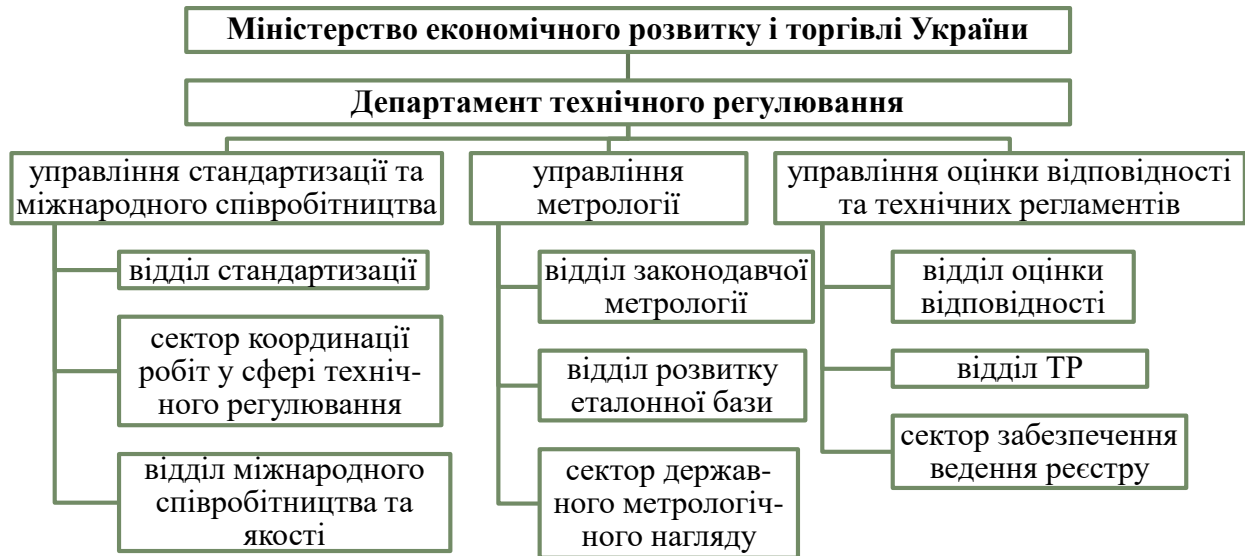 Міністерство економічного розвитку і торгівлі України
Департамент технічного регулювання
управління стандартизації та
міжнародного співробітництва
відділ стандартизації
сектор координації
робіт у сфері техніч-
ного регулювання
відділ міжнародного
співробітництва та
якості
управління
метрології
відділ законодавчої
метрології
відділ розвитку
еталонної бази
сектор держав-
ного метрологіч-
ного нагляду
управління оцінки відповідності
та технічних регламентів
відділ оцінки
відповідності
відділ ТР
сектор забезпечення
ведення реєстру